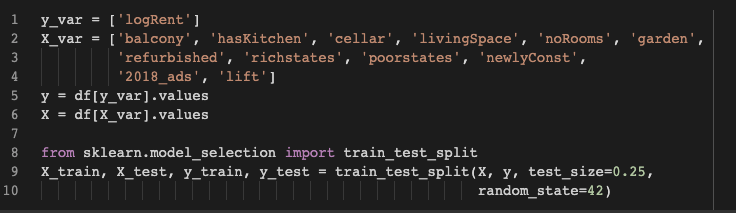 1 y_var = ['logRent']
2 X_var = ['balcony', 'hasKitchen', 'cellar', 'livingSpace', 'noRooms', 'garden',
3 'refurbished', 'richstates', 'poorstates', 'newlyConst',
4 '2018_ads', 'lift']
5 y = df[y_var].values
6 X = df[X_var].values
7
8 from sklearn.model_selection import train_test_split
9 X_train, X_test, y_train, y_test = train_test_split(X, y, test_size=0.25,
10 random_state=42)